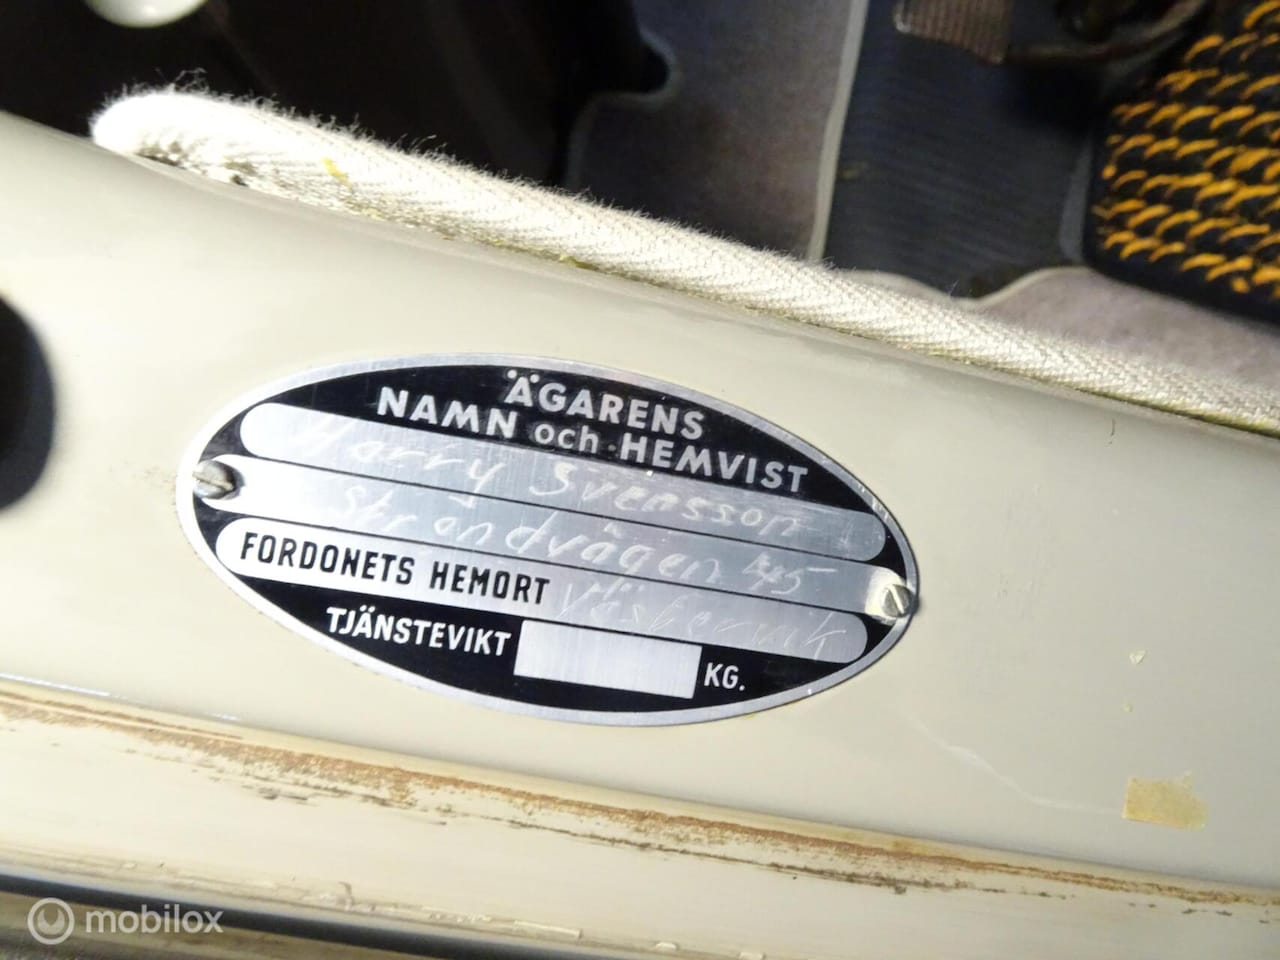 ÄGARENS
NAMN och HEMVIST
Harry Svensson
Strandvägen 45
FORDONETS HEMORT Västervik
TJÄNSTEVIKT KG.
mobilox